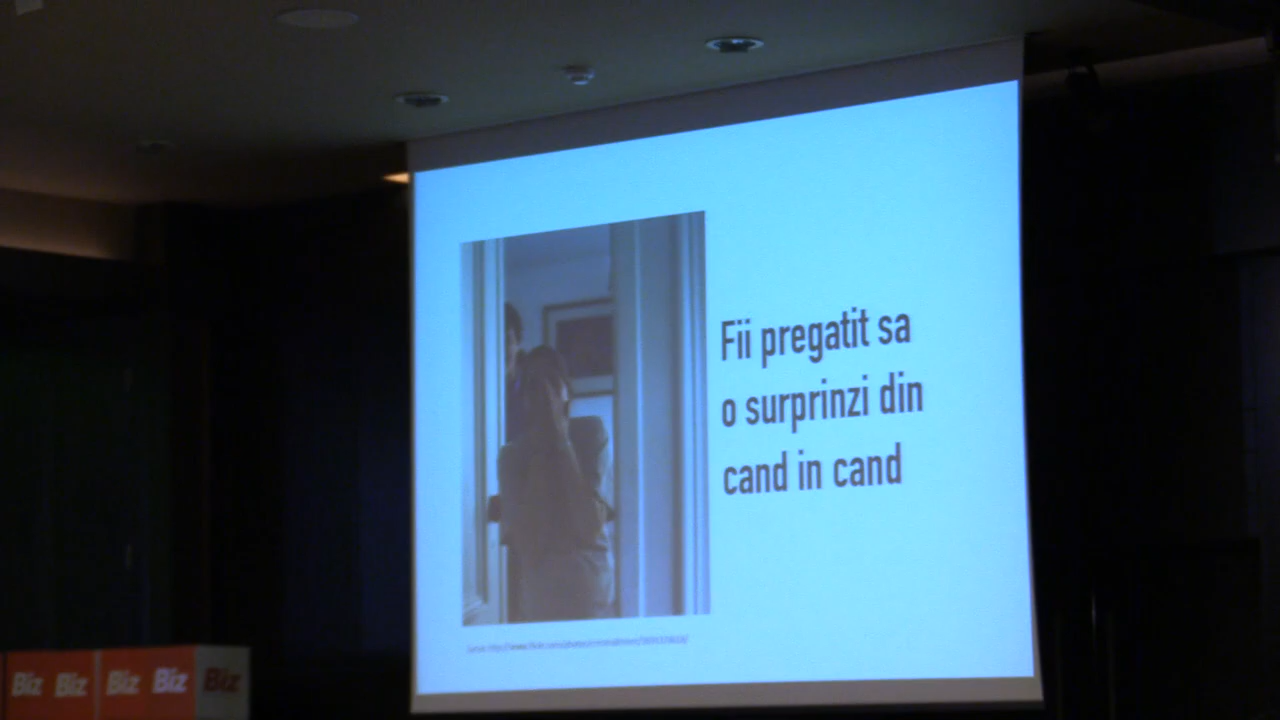 Fii pregatit sa
o surprinzi din
cand in cand
Biz Biz Biz Biz Biz